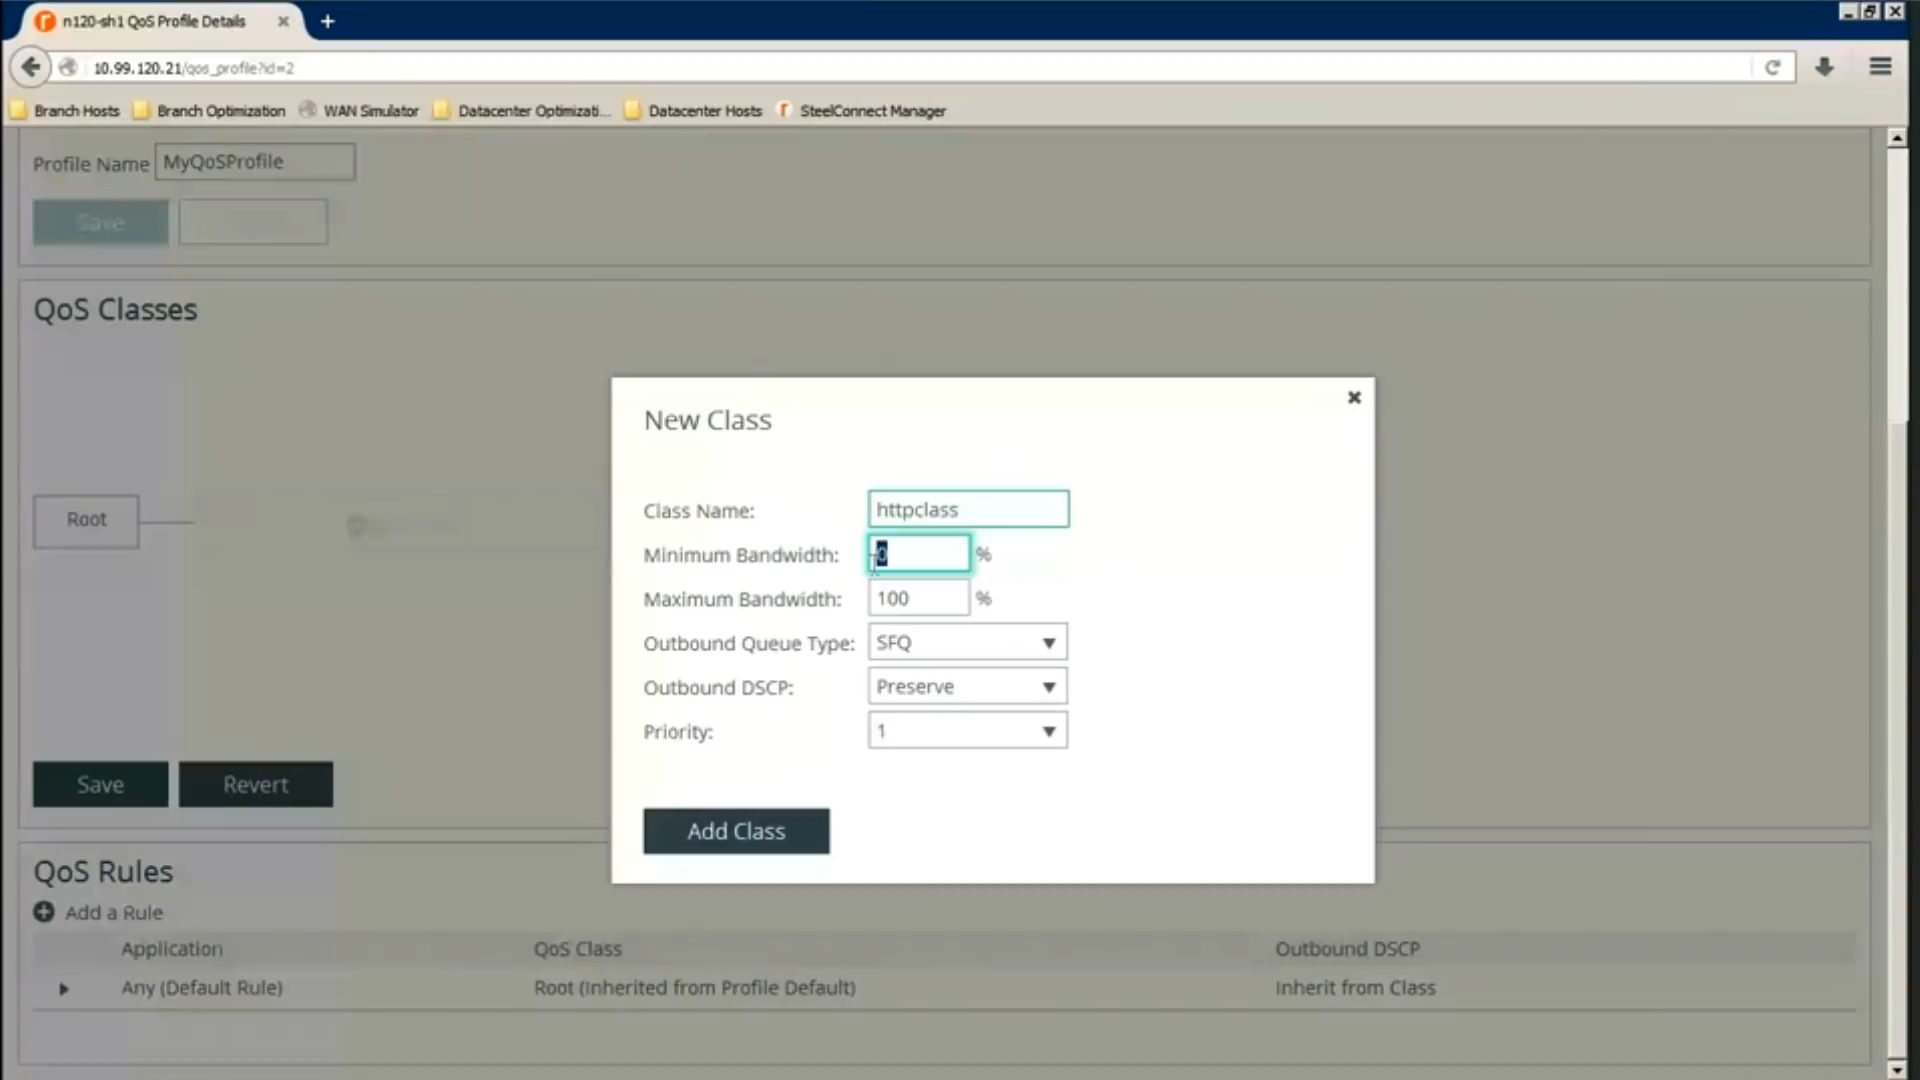 n120-sh1 QoS Profile Details
10.99.120.21/qos_profile?id=2
Branch Hosts Branch Optimization WAN Simulator Datacenter Optimizati... Datacenter Hosts SteelConnect Manager
Profile Name MyQoSProfile
Save
QoS Classes
New Class
Class Name: httpclass
Root
Minimum Bandwidth: 0 %
Maximum Bandwidth: 100 %
Outbound Queue Type: SFQ
Outbound DSCP: Preserve
Priority: 1
Save Revert
Add Class
QoS Rules
Add a Rule
Application QoS Class Outbound DSCP
Any (Default Rule) Root (Inherited from Profile Default) Inherit from Class